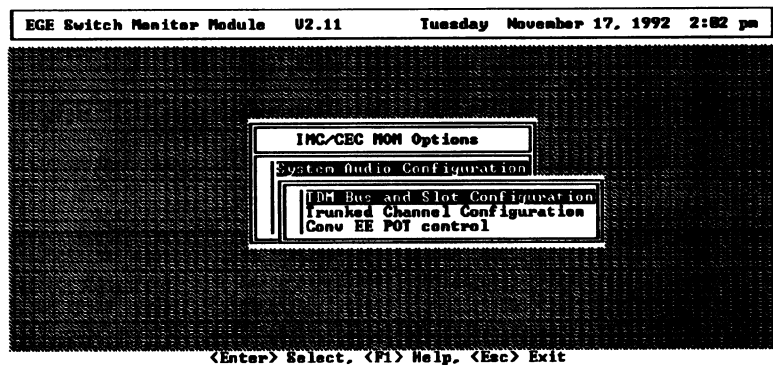 EGE Switch Monitor Module V2.11 Tuesday November 17, 1992 2:02 pm
IMC/CEC MOM Options
System Audio Configuration
TDM Bus and Slot Configuration
Trunked Channel Configuration
Conv EE POT control
<Enter> Select, <F1> Help, <Esc> Exit